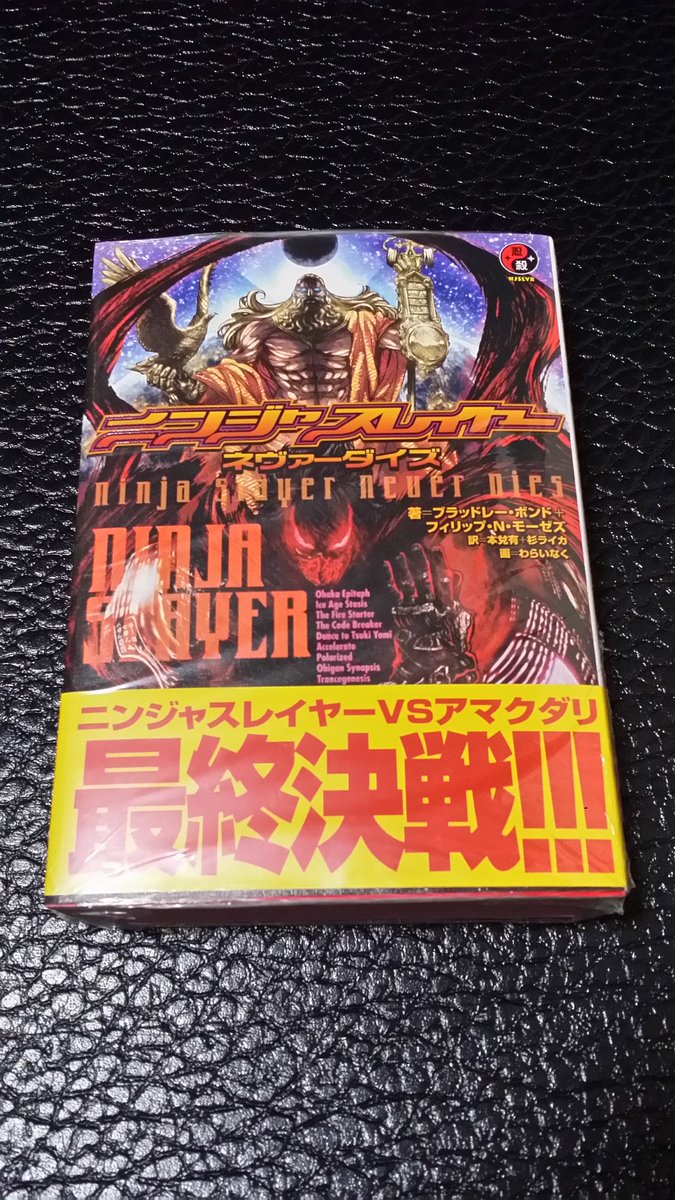 忍
殺
NJSLYR
ニンジャスレイヤー
ネヴァーダイズ
Ninja Slayer Never Dies
著=ブラッドレー・ボンド+
フィリップ・N・モーゼズ
訳=本兌有+杉ライカ
画=わらいなく
NINJA
SLAYER
Ohaka Epitaph
Ice Age Stasis
The Fire Starter
The Code Breaker
Dance to Tsuki Yomi
Accelerate
Polarized
Ohigan Synapsis
Trancegenesis
ニンジャスレイヤーVSアマクダリ
最終決戦!!!